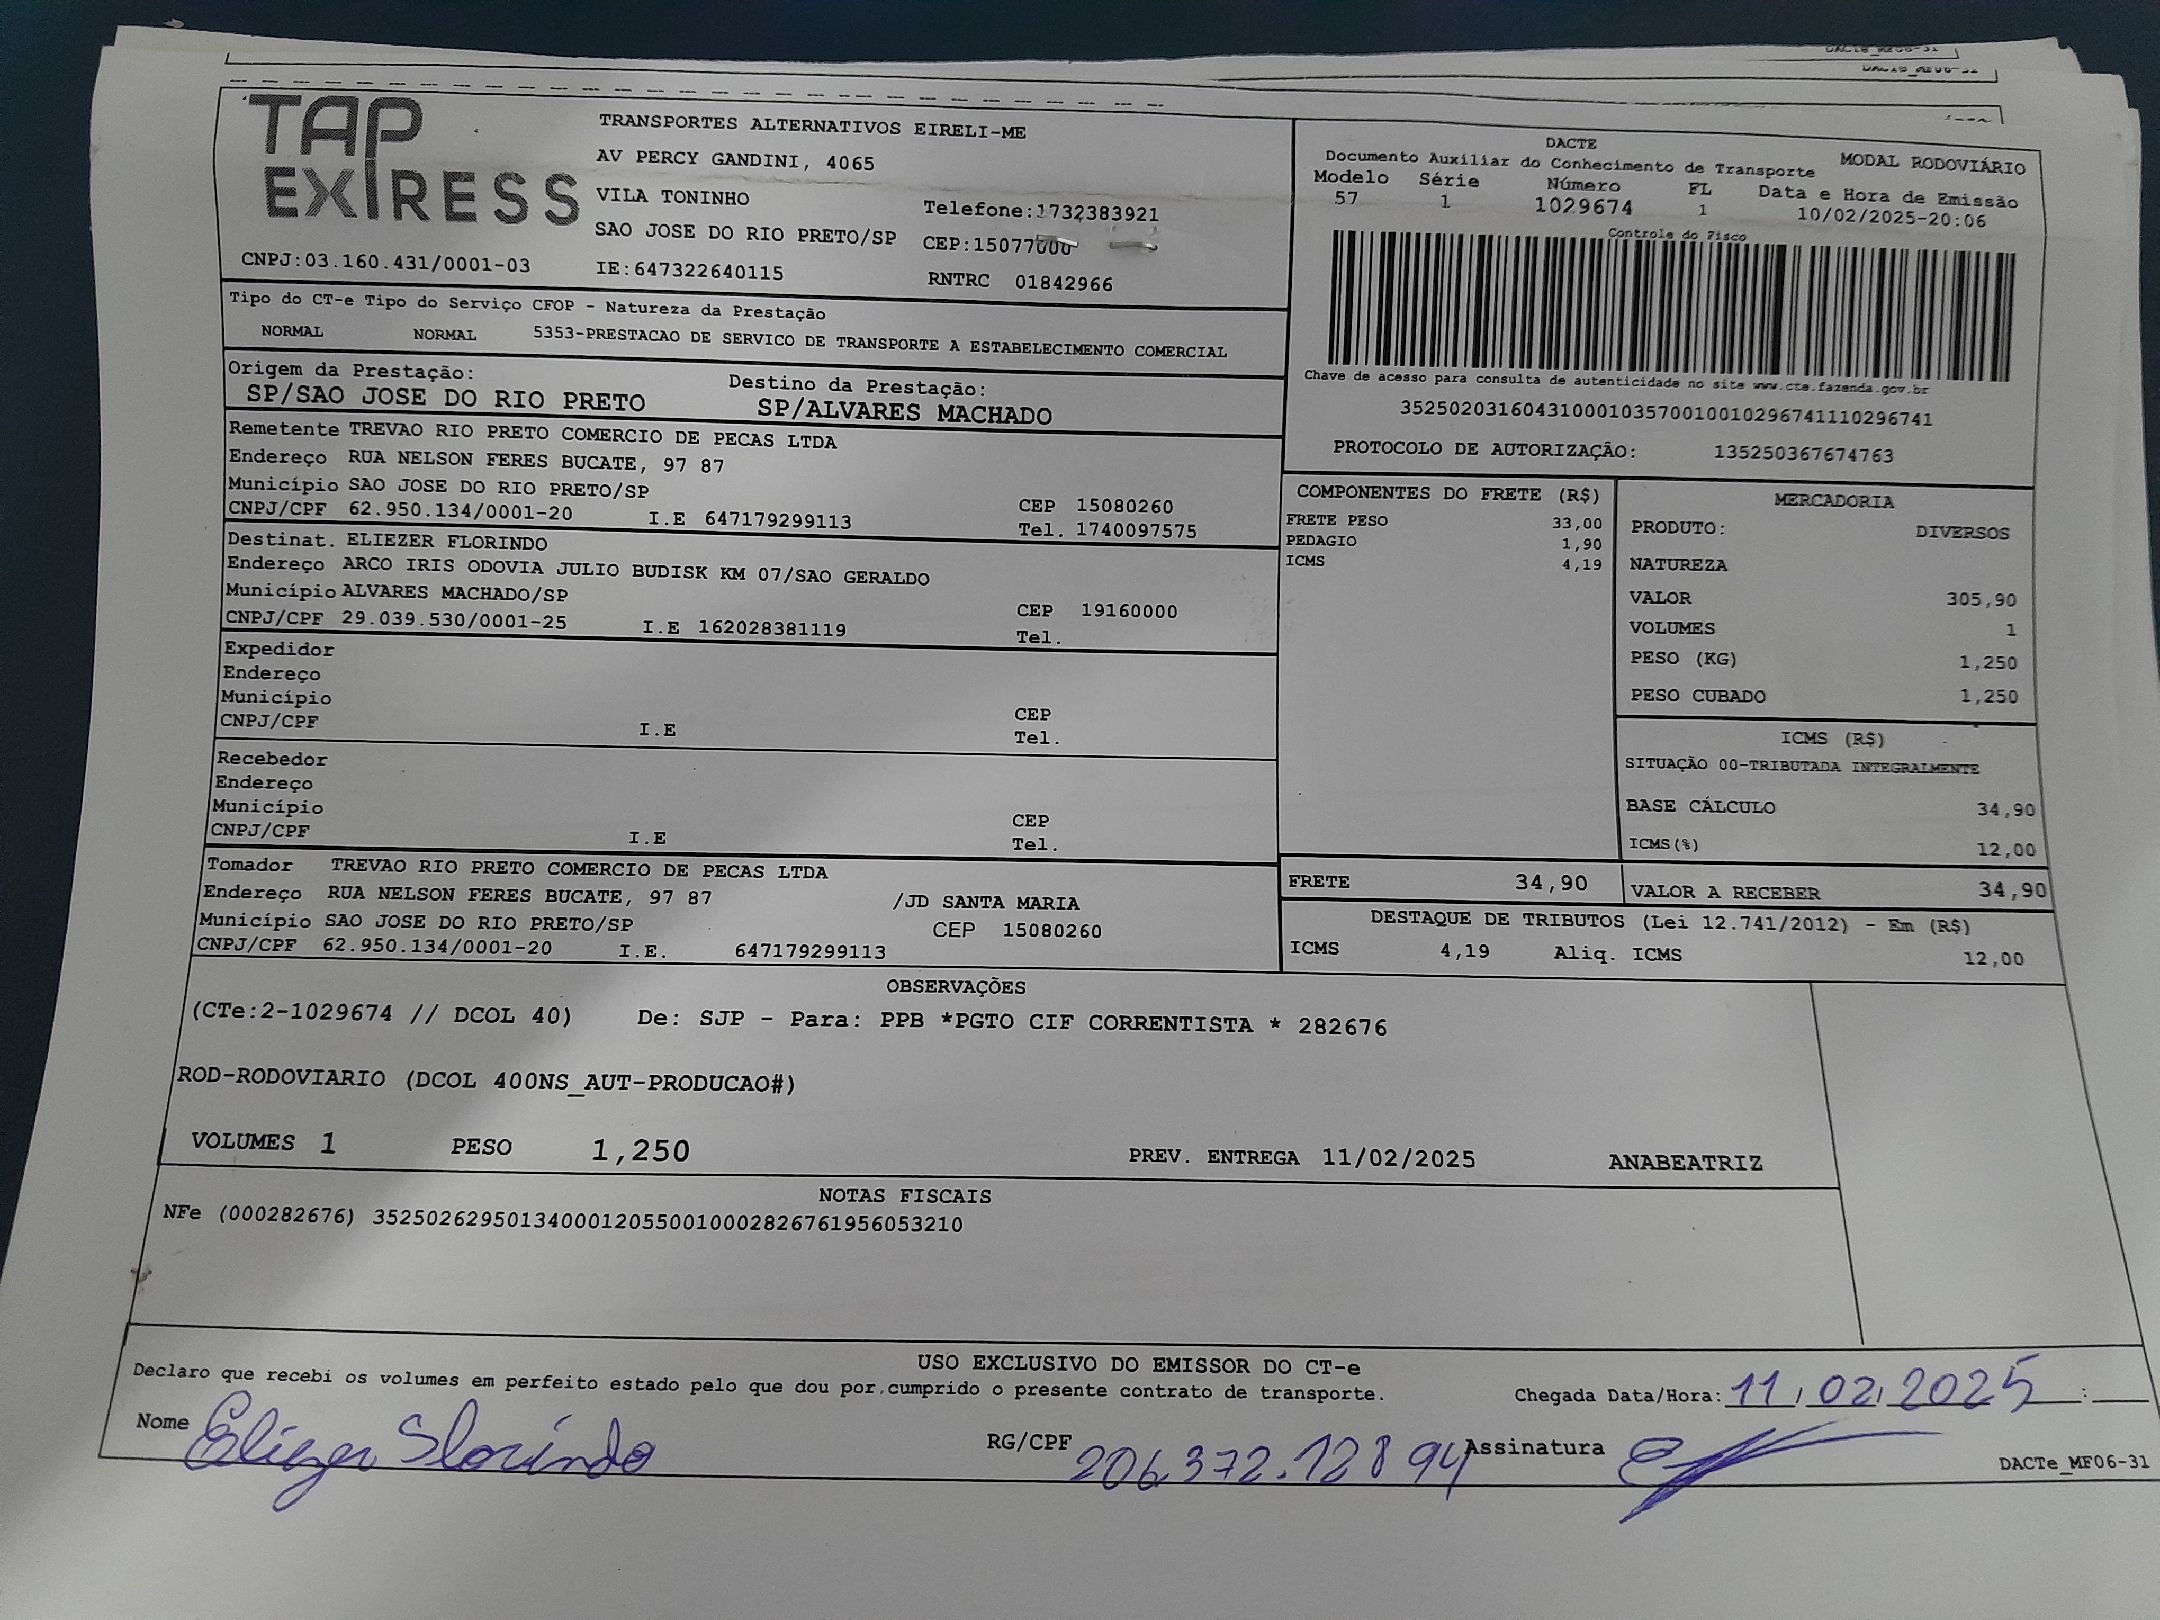 DACTe_MF06-31
DACTe_MF06-31
TAP
EXPRESS
TRANSPORTES ALTERNATIVOS EIRELI-ME
AV PERCY GANDINI, 4065
VILA TONINHO
Telefone:1732383921
SAO JOSE DO RIO PRETO/SP CEP:15077000
CNPJ:03.160.431/0001-03 IE:647322640115 RNTRC 01842966
DACTE
Documento Auxiliar do Conhecimento de Transporte MODAL RODOVIÁRIO
Modelo Série Número FL Data e Hora de Emissão
57 1 1029674 1 10/02/2025-20:06
Controle do Fisco
Chave de acesso para consulta de autenticidade no site www.cte.fazenda.gov.br
35250203160431000103570010010296741110296741
PROTOCOLO DE AUTORIZAÇÃO: 135250367674763
Tipo do CT-e Tipo do Serviço CFOP - Natureza da Prestação
NORMAL NORMAL 5353-PRESTACAO DE SERVICO DE TRANSPORTE A ESTABELECIMENTO COMERCIAL
Origem da Prestação: Destino da Prestação:
SP/SAO JOSE DO RIO PRETO SP/ALVARES MACHADO
Remetente TREVAO RIO PRETO COMERCIO DE PECAS LTDA
Endereço RUA NELSON FERES BUCATE, 97 87
Município SAO JOSE DO RIO PRETO/SP CEP 15080260
CNPJ/CPF 62.950.134/0001-20 I.E 647179299113 Tel. 1740097575
Destinat. ELIEZER FLORINDO
Endereço ARCO IRIS ODOVIA JULIO BUDISK KM 07/SAO GERALDO
Município ALVARES MACHADO/SP CEP 19160000
CNPJ/CPF 29.039.530/0001-25 I.E 162028381119 Tel.
Expedidor
Endereço
Município CEP
CNPJ/CPF I.E Tel.
Recebedor
Endereço
Município CEP
CNPJ/CPF I.E Tel.
Tomador TREVAO RIO PRETO COMERCIO DE PECAS LTDA
Endereço RUA NELSON FERES BUCATE, 97 87 /JD SANTA MARIA
Município SAO JOSE DO RIO PRETO/SP CEP 15080260
CNPJ/CPF 62.950.134/0001-20 I.E. 647179299113
COMPONENTES DO FRETE (R$)
FRETE PESO 33,00
PEDAGIO 1,90
ICMS 4,19
MERCADORIA
PRODUTO: DIVERSOS
NATUREZA
VALOR 305,90
VOLUMES 1
PESO (KG) 1,250
PESO CUBADO 1,250
ICMS (R$)
SITUAÇÃO 00-TRIBUTADA INTEGRALMENTE
BASE CÁLCULO 34,90
ICMS(%) 12,00
FRETE 34,90 VALOR A RECEBER 34,90
DESTAQUE DE TRIBUTOS (Lei 12.741/2012) - Em (R$)
ICMS 4,19 Aliq. ICMS 12,00
OBSERVAÇÕES
(CTe:2-1029674 // DCOL 40) De: SJP - Para: PPB *PGTO CIF CORRENTISTA * 282676
ROD-RODOVIARIO (DCOL 400NS_AUT-PRODUCAO#)
VOLUMES 1 PESO 1,250 PREV. ENTREGA 11/02/2025 ANABEATRIZ
NOTAS FISCAIS
NFe (000282676) 35250262950134000120550010002826761956053210
USO EXCLUSIVO DO EMISSOR DO CT-e
Declaro que recebi os volumes em perfeito estado pelo que dou por cumprido o presente contrato de transporte. Chegada Data/Hora: 11/02/2025 :
Nome Eliezer Florindo RG/CPF 206.372.128 94 Assinatura
DACTe_MF06-31